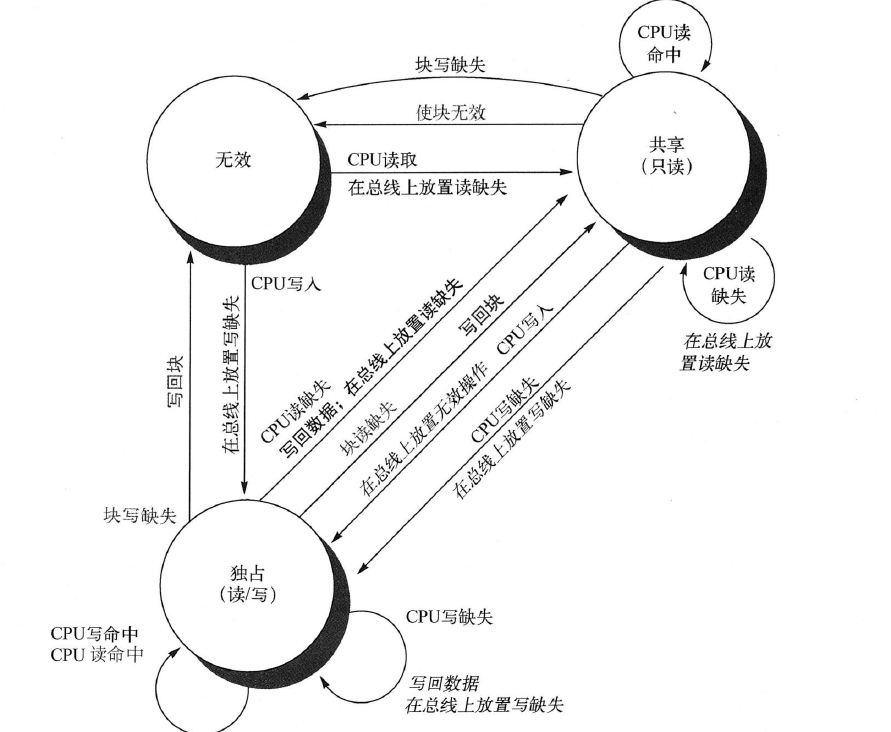 CPU读
命中
块写缺失
使块无效
无效
共享
（只读）
CPU读取
在总线上放置读缺失
CPU读
缺失
在总线上放
置读缺失
CPU写入
在总线上放置写缺失
写回块
块写缺失
CPU读缺失
写回数据；在总线上放置读缺失
块读缺失
写回块
在总线上放置无效操作
CPU写入
CPU写缺失
在总线上放置写缺失
独占
（读/写）
CPU写命中
CPU 读命中
CPU写缺失
写回数据
在总线上放置写缺失